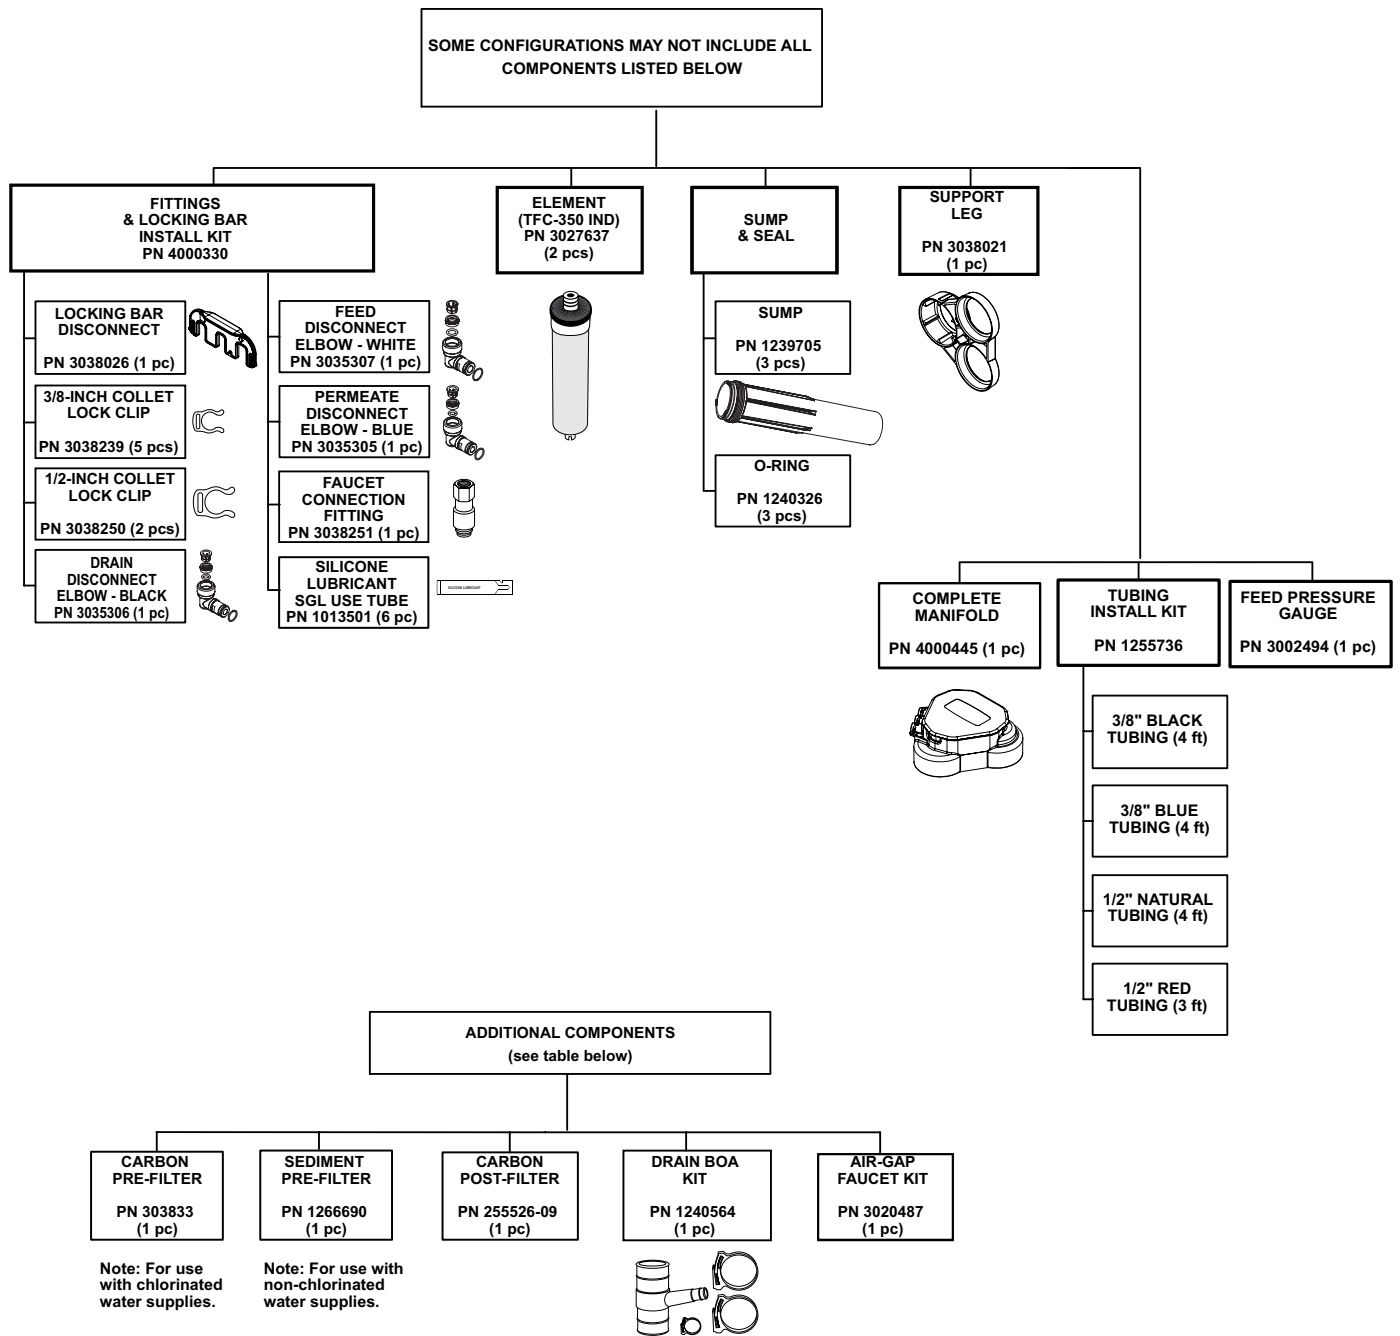 SOME CONFIGURATIONS MAY NOT INCLUDE ALL
COMPONENTS LISTED BELOW
FITTINGS
& LOCKING BAR
INSTALL KIT
PN 4000330
ELEMENT
(TFC-350 IND)
PN 3027637
(2 pcs)
SUMP
& SEAL
SUPPORT
LEG
PN 3038021
(1 pc)
LOCKING BAR
DISCONNECT
PN 3038026 (1 pc)
3/8-INCH COLLET
LOCK CLIP
PN 3038239 (5 pcs)
1/2-INCH COLLET
LOCK CLIP
PN 3038250 (2 pcs)
DRAIN
DISCONNECT
ELBOW - BLACK
PN 3035306 (1 pc)
FEED
DISCONNECT
ELBOW - WHITE
PN 3035307 (1 pc)
PERMEATE
DISCONNECT
ELBOW - BLUE
PN 3035305 (1 pc)
FAUCET
CONNECTION
FITTING
PN 3038251 (1 pc)
SILICONE
LUBRICANT
SGL USE TUBE
PN 1013501 (6 pc)
SILICONE LUBRICANT
SUMP
PN 1239705
(3 pcs)
O-RING
PN 1240326
(3 pcs)
COMPLETE
MANIFOLD
PN 4000445 (1 pc)
TUBING
INSTALL KIT
PN 1255736
FEED PRESSURE
GAUGE
PN 3002494 (1 pc)
3/8" BLACK
TUBING (4 ft)
3/8" BLUE
TUBING (4 ft)
1/2" NATURAL
TUBING (4 ft)
1/2" RED
TUBING (3 ft)
ADDITIONAL COMPONENTS
(see table below)
CARBON
PRE-FILTER
PN 303833
(1 pc)
Note: For use
with chlorinated
water supplies.
SEDIMENT
PRE-FILTER
PN 1266690
(1 pc)
Note: For use with
non-chlorinated
water supplies.
CARBON
POST-FILTER
PN 255526-09
(1 pc)
DRAIN BOA
KIT
PN 1240564
(1 pc)
AIR-GAP
FAUCET KIT
PN 3020487
(1 pc)